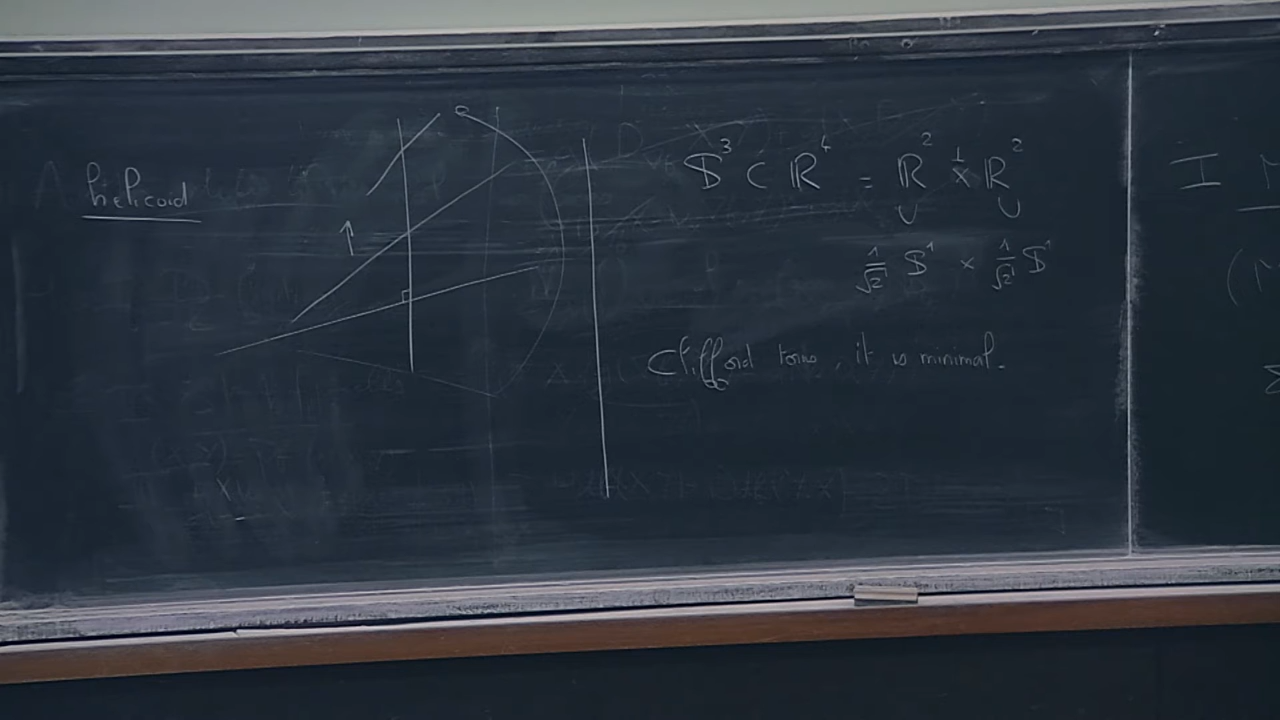 helicoid
𝕊³ ⊂ ℝ⁴ = ℝ² × ℝ²
∪ ∪
1/√2 𝕊¹ × 1/√2 𝕊¹
Clifford torus, it is minimal.
I